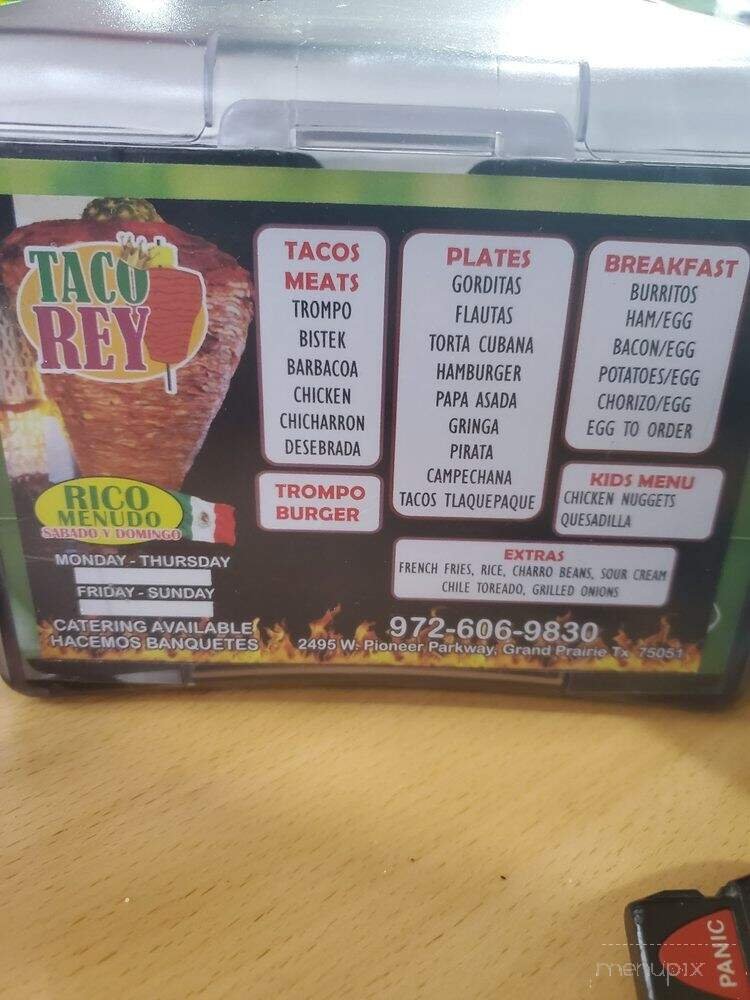 TACO
REY
RICO
MENUDO
SABADO Y DOMINGO
MONDAY - THURSDAY
FRIDAY - SUNDAY
CATERING AVAILABLE
HACEMOS BANQUETES
TACOS
MEATS
TROMPO
BISTEK
BARBACOA
CHICKEN
CHICHARRON
DESEBRADA
TROMPO
BURGER
PLATES
GORDITAS
FLAUTAS
TORTA CUBANA
HAMBURGER
PAPA ASADA
GRINGA
PIRATA
CAMPECHANA
TACOS TLAQUEPAQUE
BREAKFAST
BURRITOS
HAM/EGG
BACON/EGG
POTATOES/EGG
CHORIZO/EGG
EGG TO ORDER
KIDS MENU
CHICKEN NUGGETS
QUESADILLA
EXTRAS
FRENCH FRIES, RICE, CHARRO BEANS, SOUR CREAM
CHILE TOREADO, GRILLED ONIONS
972-606-9830
2495 W. Pioneer Parkway, Grand Prairie Tx 75051
PANIC
menupix